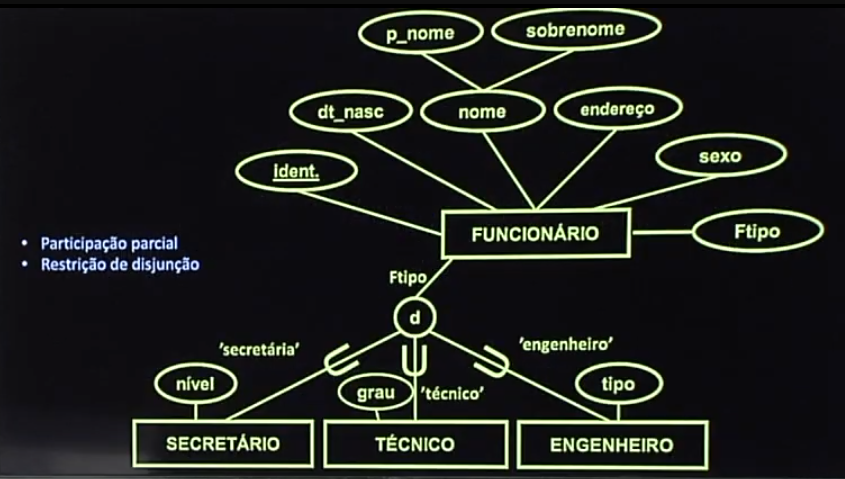 p_nome
sobrenome
dt_nasc
nome
endereço
ident.
sexo
FUNCIONÁRIO
Ftipo
• Participação parcial
• Restrição de disjunção
Ftipo
d
'secretária'
'engenheiro'
nível
grau
'técnico'
tipo
SECRETÁRIO
TÉCNICO
ENGENHEIRO